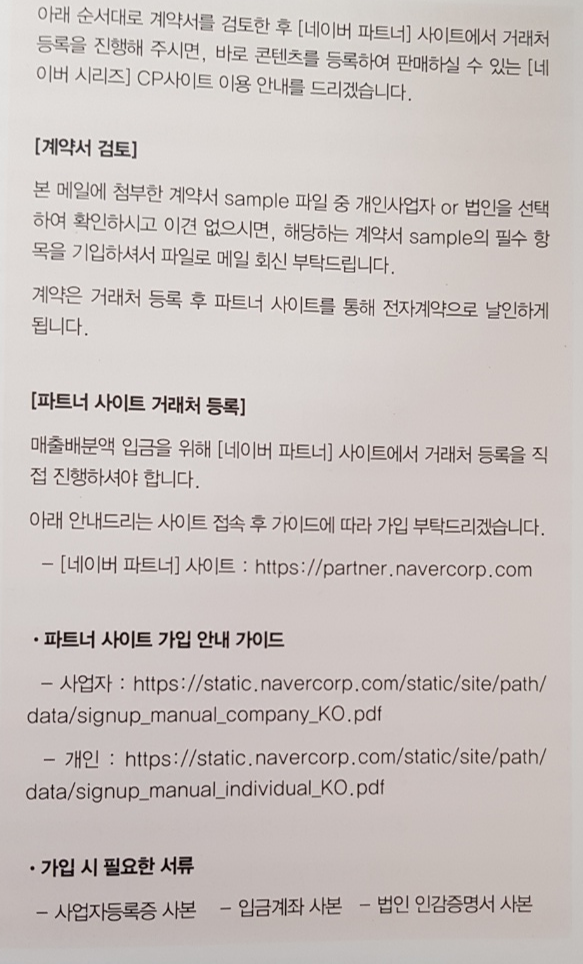 아래 순서대로 계약서를 검토한 후 [네이버 파트너] 사이트에서 거래처
등록을 진행해 주시면, 바로 콘텐츠를 등록하여 판매하실 수 있는 [네
이버 시리즈] CP사이트 이용 안내를 드리겠습니다.
[계약서 검토]
본 메일에 첨부한 계약서 sample 파일 중 개인사업자 or 법인을 선택
하여 확인하시고 이견 없으시면, 해당하는 계약서 sample의 필수 항
목을 기입하셔서 파일로 메일 회신 부탁드립니다.
계약은 거래처 등록 후 파트너 사이트를 통해 전자계약으로 날인하게
됩니다.
[파트너 사이트 거래처 등록]
매출배분액 입금을 위해 [네이버 파트너] 사이트에서 거래처 등록을 직
접 진행하셔야 합니다.
아래 안내드리는 사이트 접속 후 가이드에 따라 가입 부탁드리겠습니다.
– [네이버 파트너] 사이트 : https://partner.navercorp.com
· 파트너 사이트 가입 안내 가이드
– 사업자 : https://static.navercorp.com/static/site/path/
data/signup_manual_company_KO.pdf
– 개인 : https://static.navercorp.com/static/site/path/
data/signup_manual_individual_KO.pdf
· 가입 시 필요한 서류
– 사업자등록증 사본 – 입금계좌 사본 – 법인 인감증명서 사본